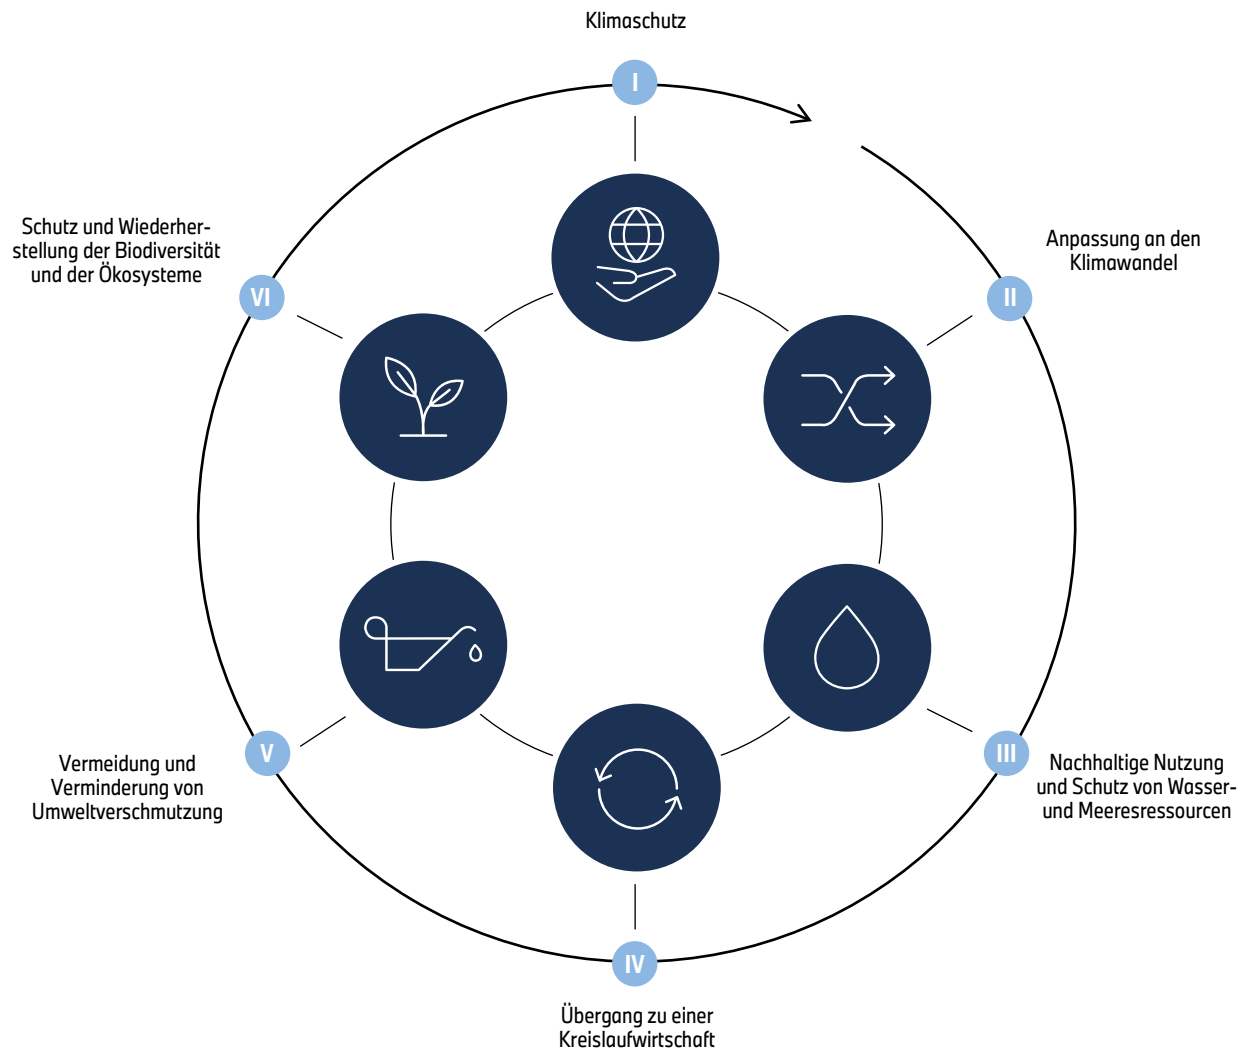 Klimaschutz
I
Anpassung an den
Klimawandel
II
III
Nachhaltige Nutzung
und Schutz von Wasser-
und Meeresressourcen
IV
Übergang zu einer
Kreislaufwirtschaft
V
Vermeidung und
Verminderung von
Umweltverschmutzung
Schutz und Wiederher-
stellung der Biodiversität
und der Ökosysteme
VI